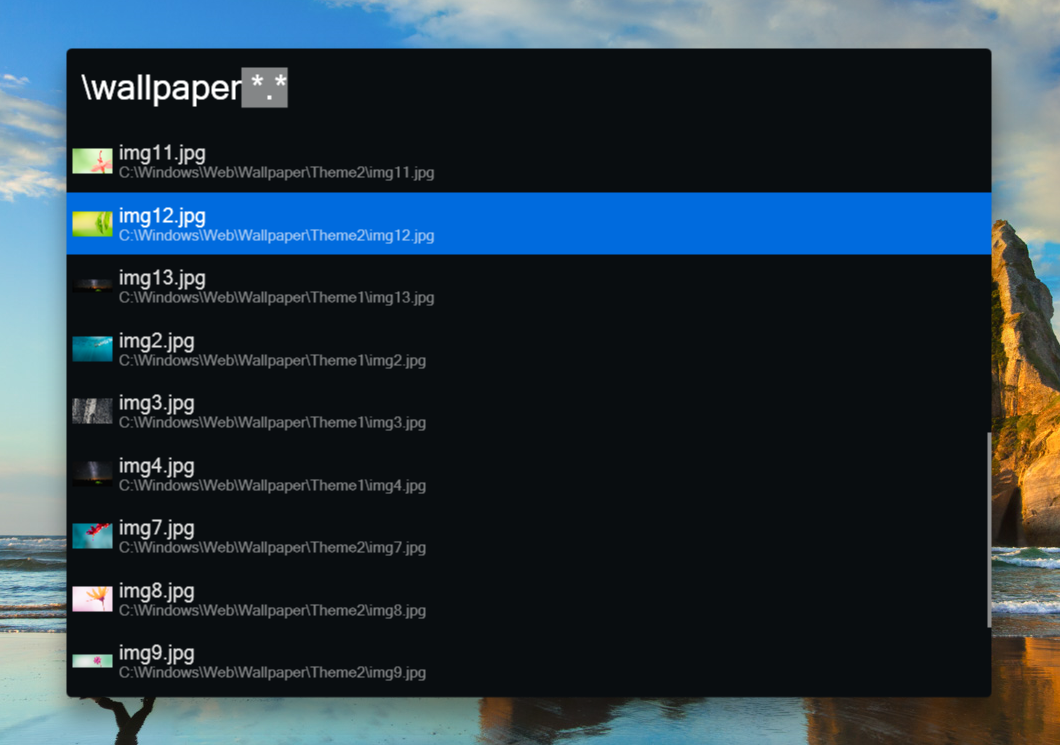 \wallpaper *.*
img11.jpg
C:\Windows\Web\Wallpaper\Theme2\img11.jpg
img12.jpg
C:\Windows\Web\Wallpaper\Theme2\img12.jpg
img13.jpg
C:\Windows\Web\Wallpaper\Theme1\img13.jpg
img2.jpg
C:\Windows\Web\Wallpaper\Theme1\img2.jpg
img3.jpg
C:\Windows\Web\Wallpaper\Theme1\img3.jpg
img4.jpg
C:\Windows\Web\Wallpaper\Theme1\img4.jpg
img7.jpg
C:\Windows\Web\Wallpaper\Theme2\img7.jpg
img8.jpg
C:\Windows\Web\Wallpaper\Theme2\img8.jpg
img9.jpg
C:\Windows\Web\Wallpaper\Theme2\img9.jpg